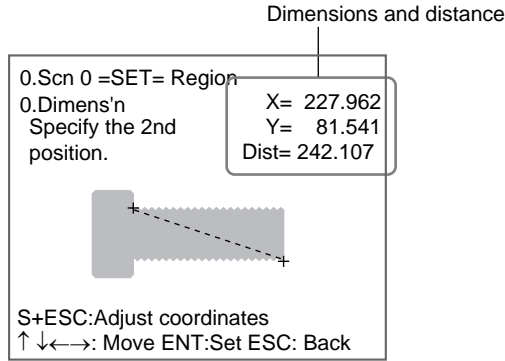 Dimensions and distance
0.Scn 0 =SET= Region
0.Dimens'n
Specify the 2nd
position.
X= 227.962
Y= 81.541
Dist= 242.107
S+ESC:Adjust coordinates
↑↓←→: Move ENT:Set ESC: Back